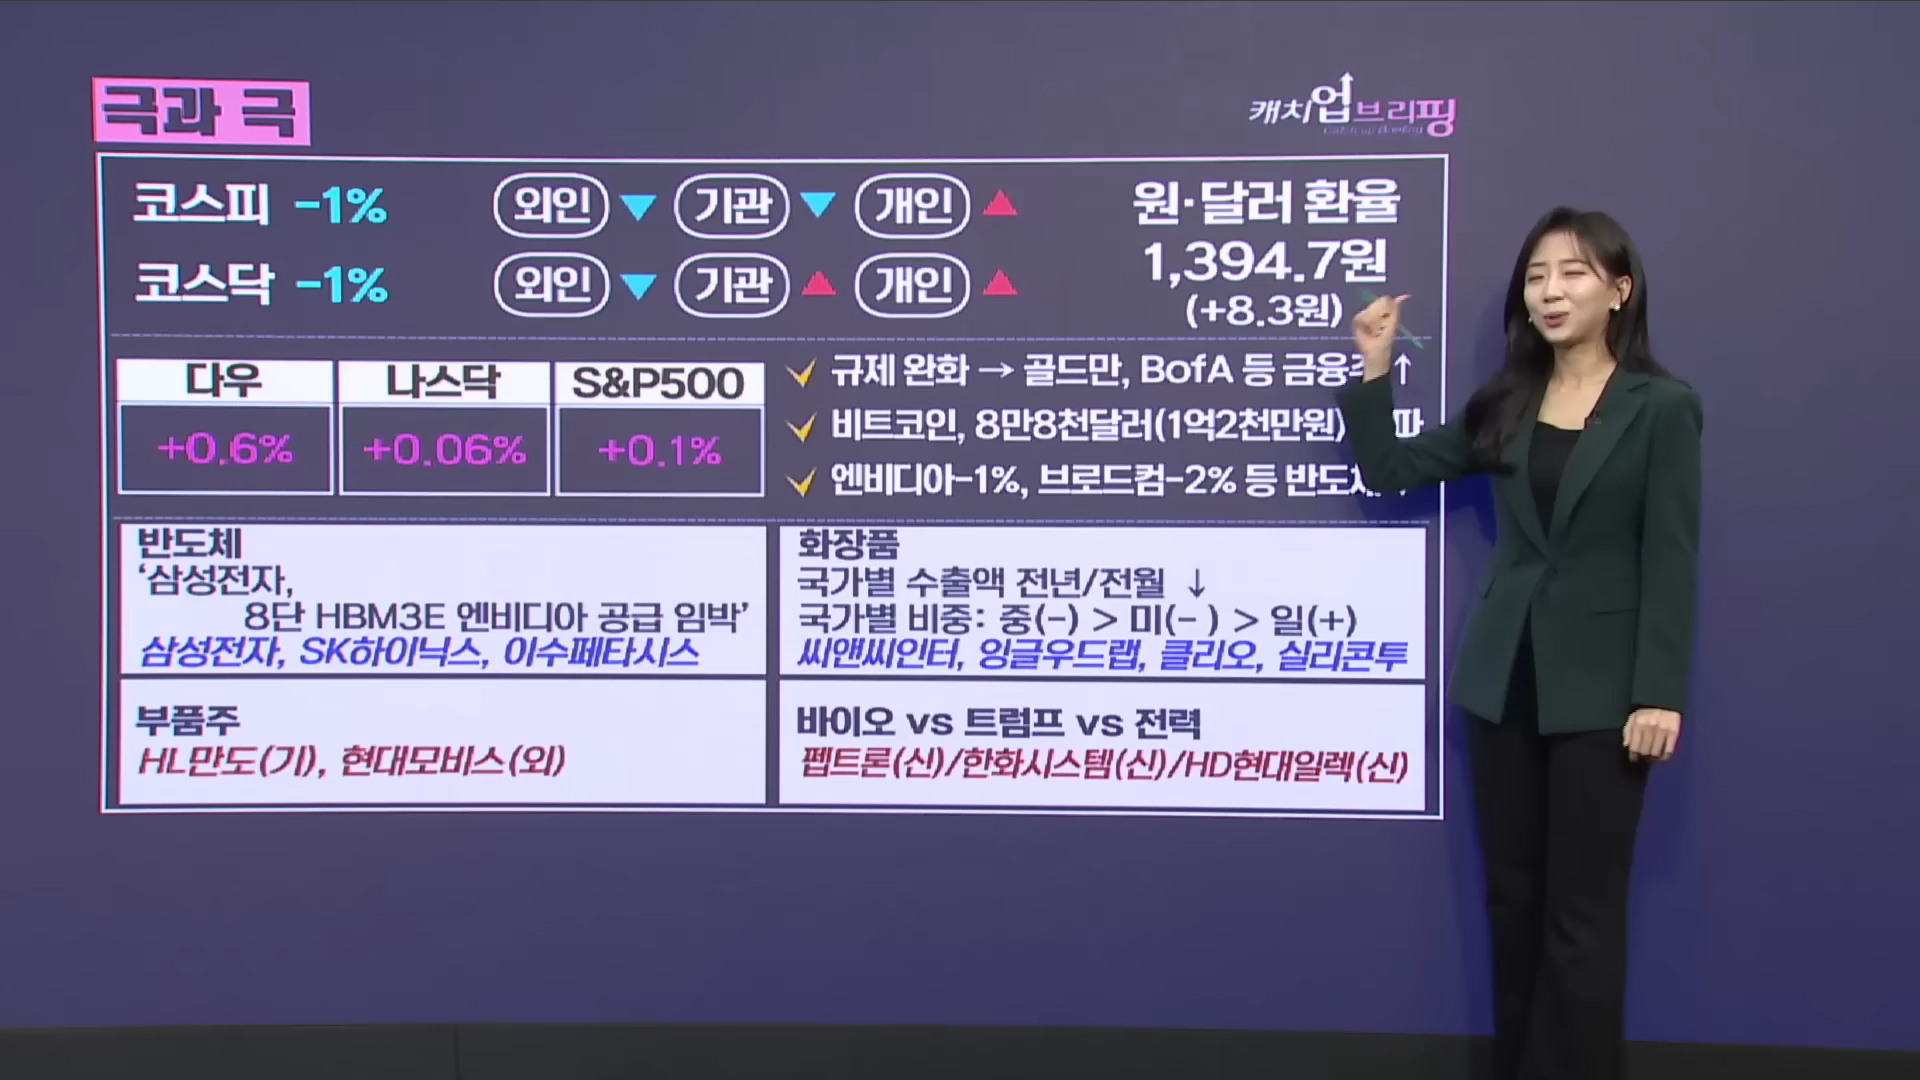 극과 극
캐치업브리핑
Catch up Briefing
코스피 -1% 외인 ▼ 기관 ▼ 개인 ▲
코스닥 -1% 외인 ▼ 기관 ▲ 개인 ▲
원·달러 환율
1,394.7원
(+8.3원)
다우 나스닥 S&P500
+0.6% +0.06% +0.1%
규제 완화 → 골드만, BofA 등 금융주 ↑
비트코인, 8만8천달러(1억2천만원)
엔비디아-1%, 브로드컴-2% 등 반도체
반도체
‘삼성전자,
8단 HBM3E 엔비디아 공급 임박’
삼성전자, SK하이닉스, 이수페타시스
화장품
국가별 수출액 전년/전월 ↓
국가별 비중: 중(-) > 미(- ) > 일(+)
씨앤씨인터, 잉글우드랩, 클리오, 실리콘투
부품주
HL만도(기), 현대모비스(외)
바이오 vs 트럼프 vs 전력
펩트론(신)/한화시스템(신)/HD현대일렉(신)